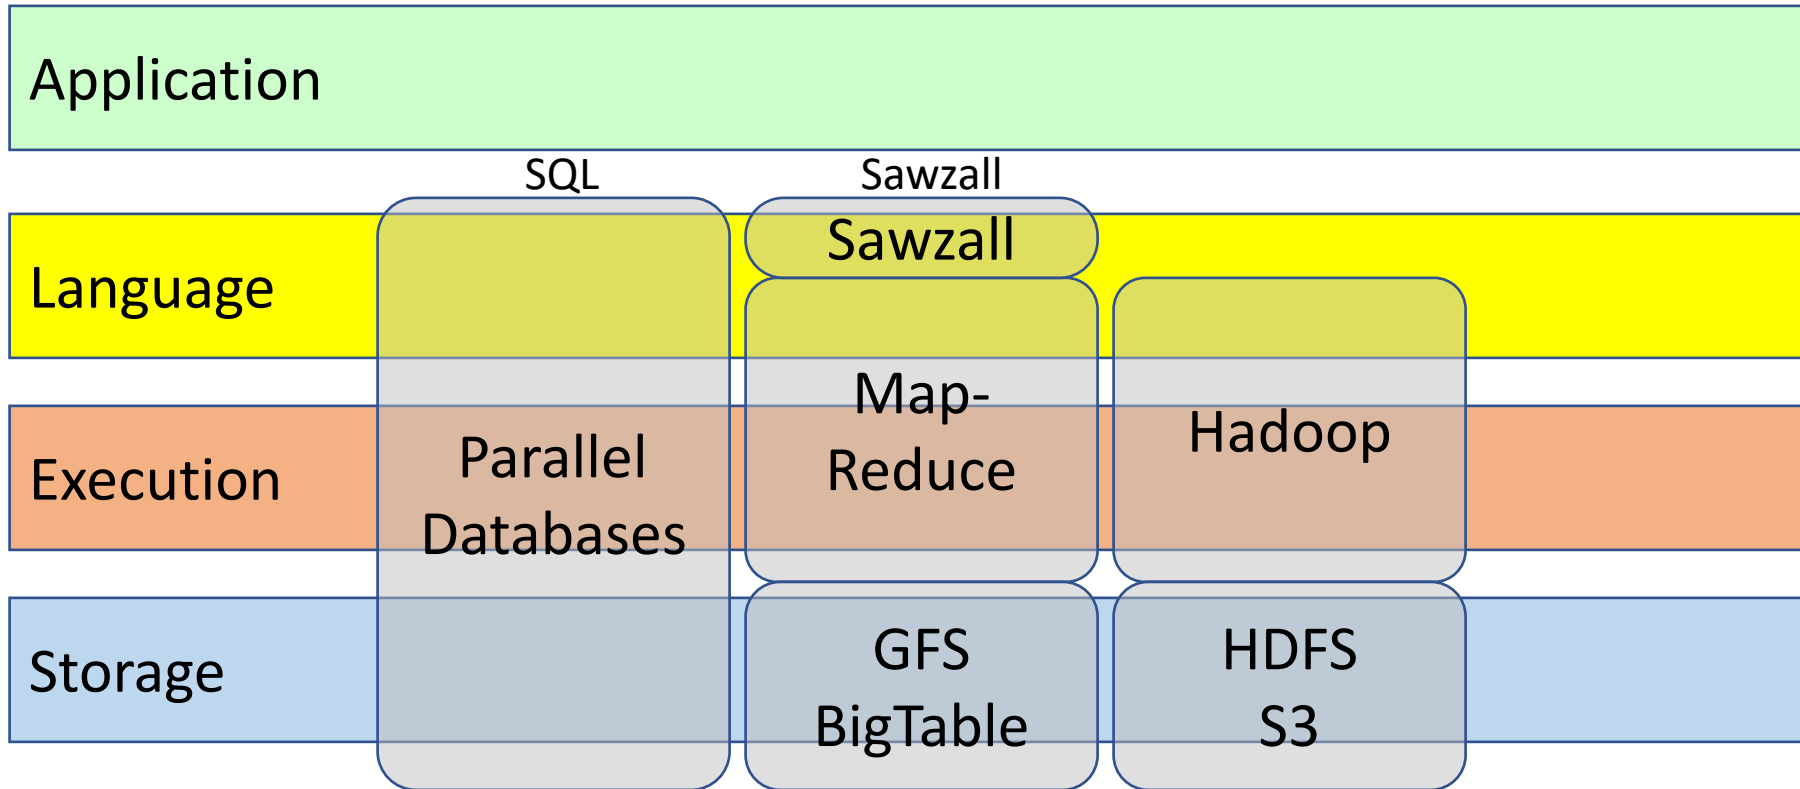 Application
SQL
Sawzall
Language
Sawzall
Execution
Parallel
Databases
Map-
Reduce
Hadoop
Storage
GFS
BigTable
HDFS
S3